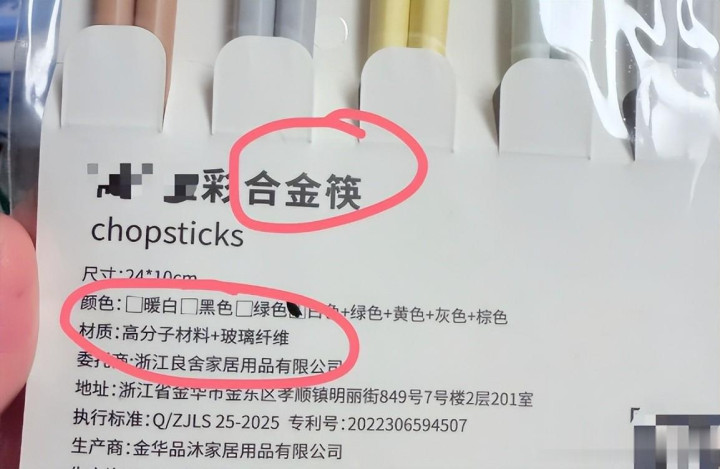 彩合金筷
chopsticks
尺寸:24*10cm
颜色:□暖白□黑色□绿色 白色+绿色+黄色+灰色+棕色
材质:高分子材料+玻璃纤维
委托商:浙江良舍家居用品有限公司
地址:浙江省金华市金东区孝顺镇明丽街849号7号楼2层201室
执行标准:Q/ZJLS 25-2025 专利号:2022306594507
生产商:金华品沐家居用品有限公司